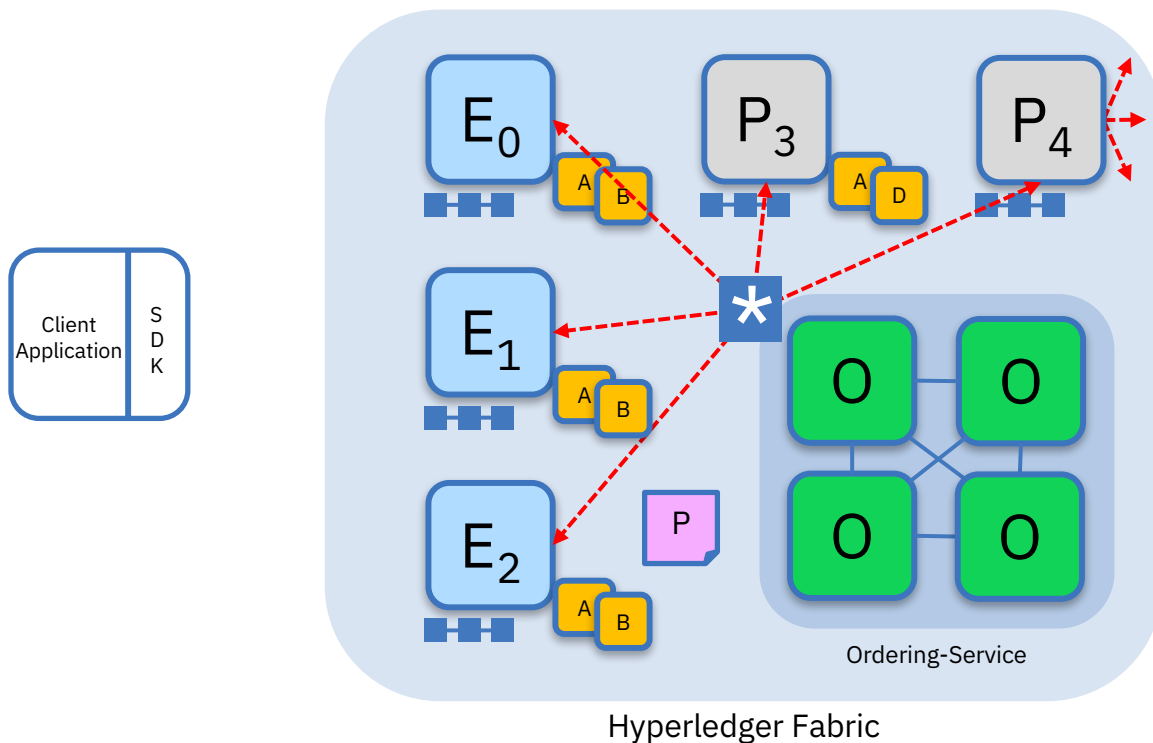 E0
A
B
P3
A
D
P4
*
Client
Application
S
D
K
E1
A
B
O
O
E2
A
B
P
O
O
Ordering-Service
Hyperledger Fabric